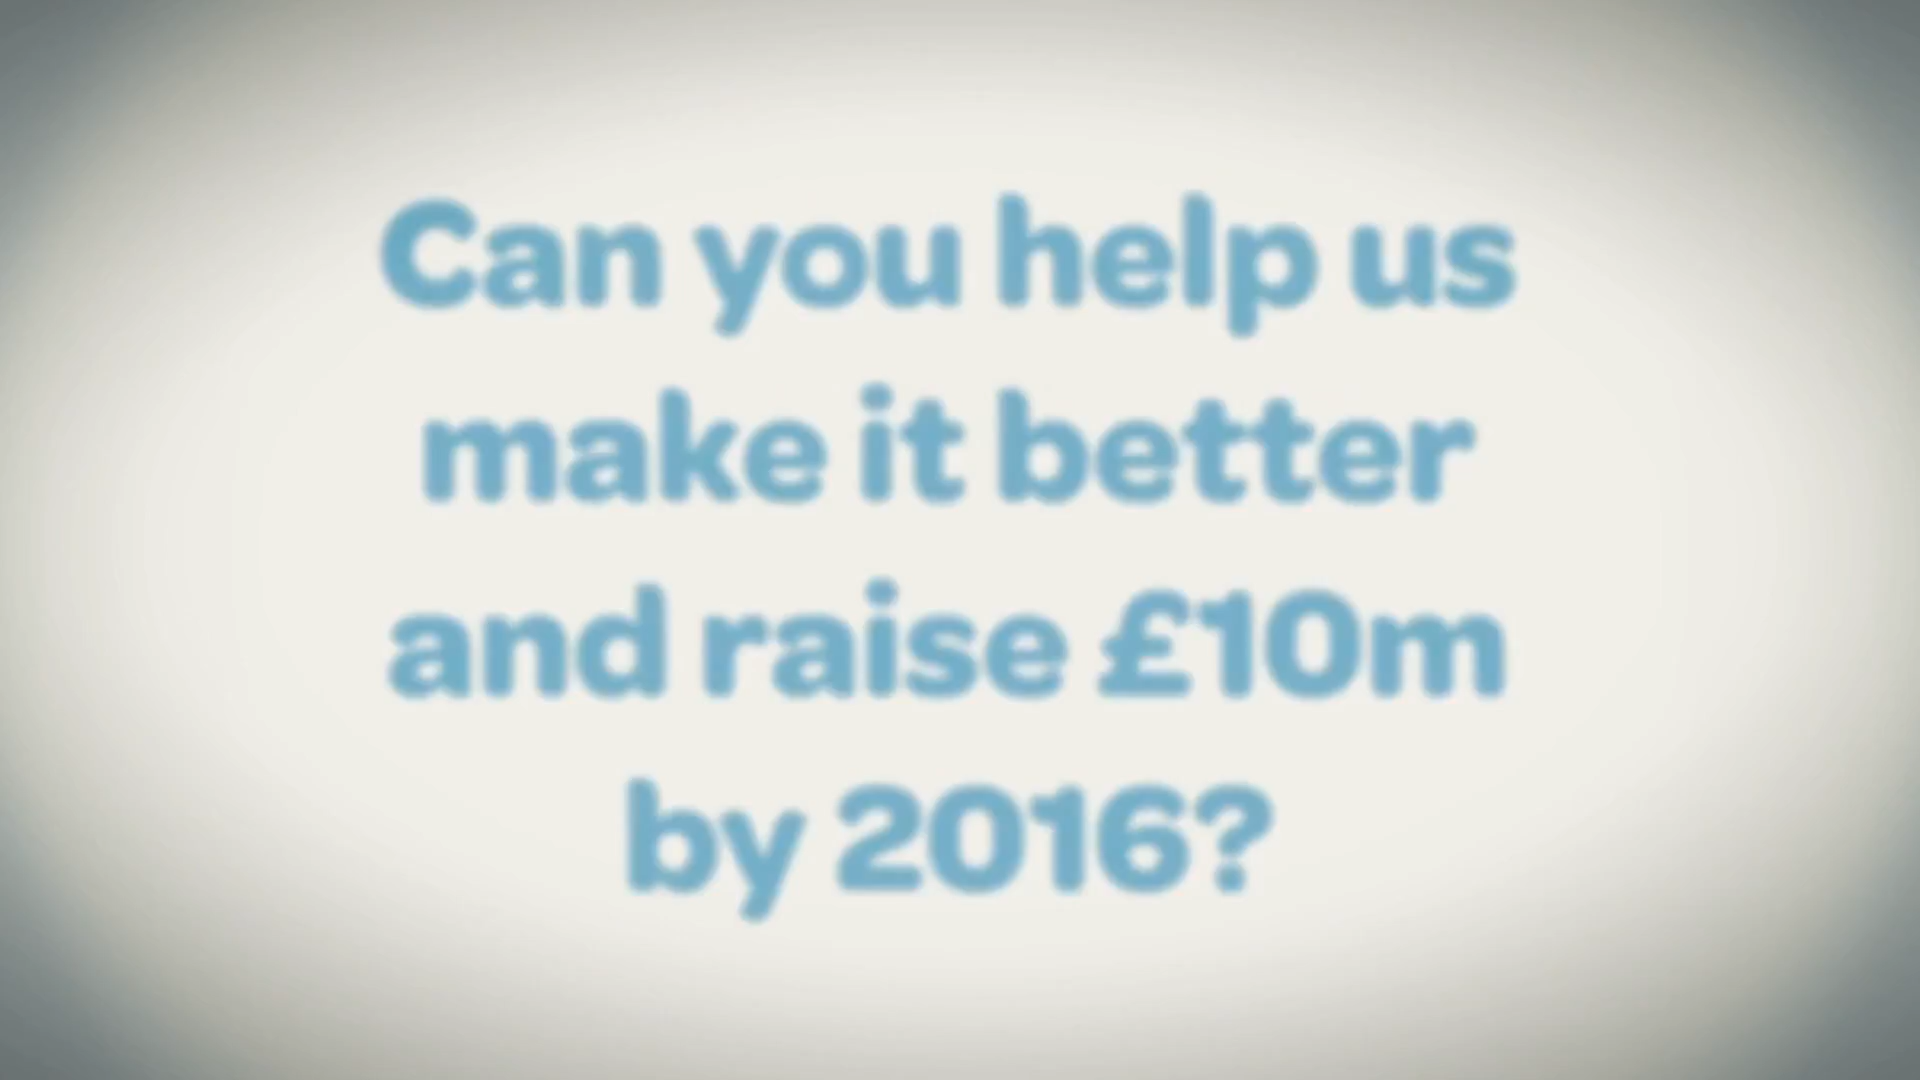 Can you help us
make it better
and raise £10m
by 2016?